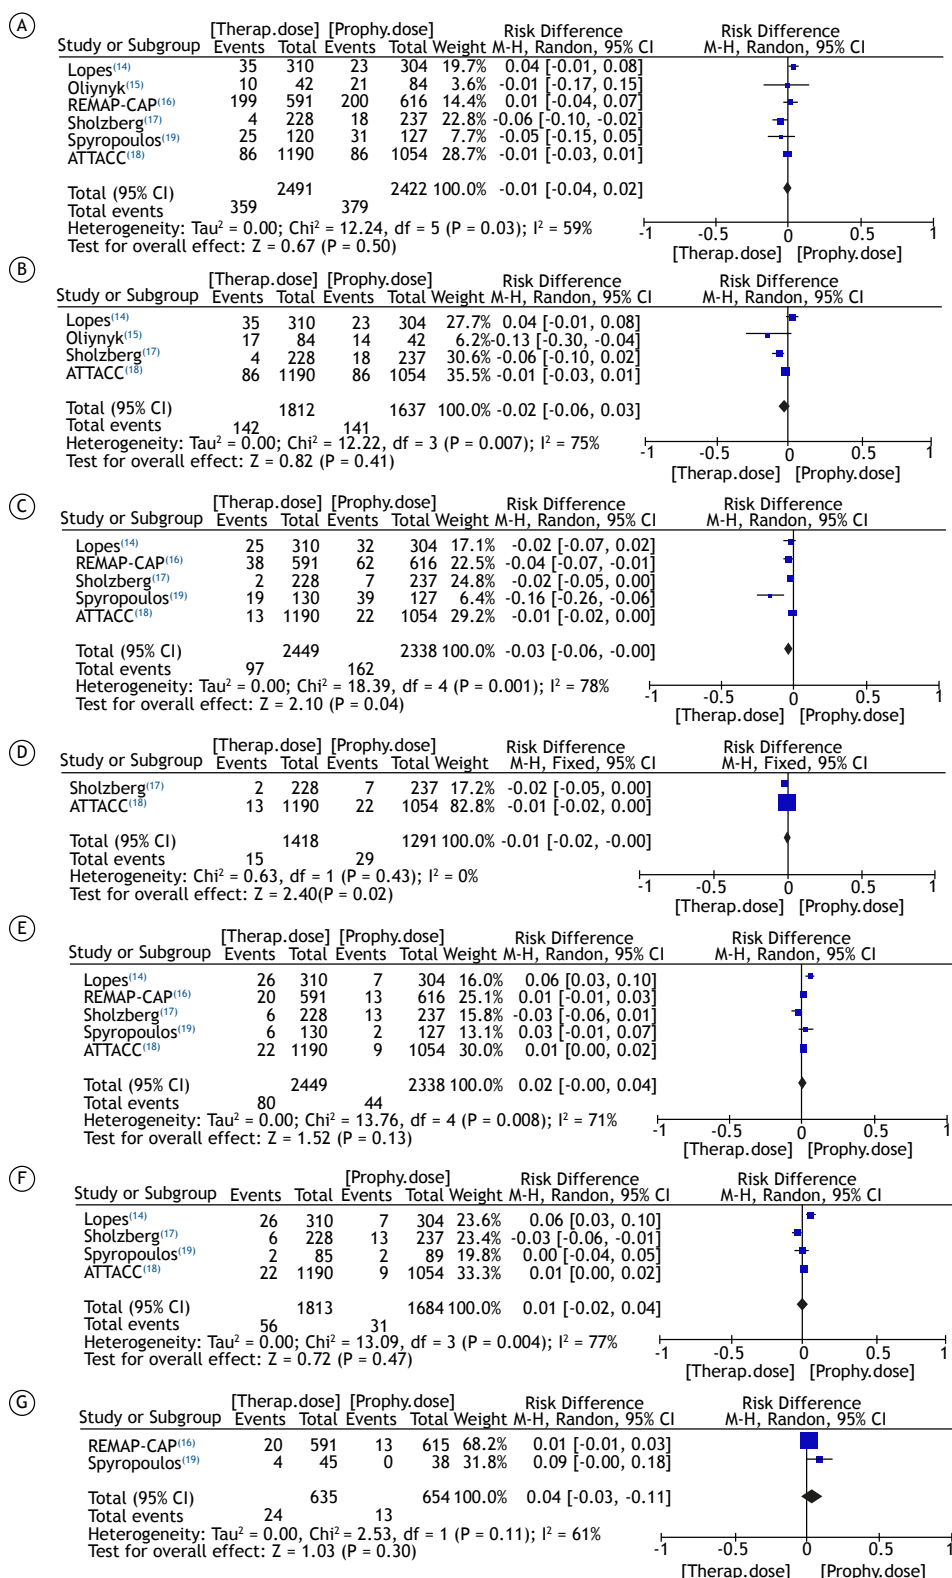 A
[Therap.dose] [Prophy.dose] Risk Difference Risk Difference
Study or Subgroup Events Total Events Total Weight M-H, Randon, 95% CI M-H, Randon, 95% CI
Lopes(14) 35 310 23 304 19.7% 0.04 [-0.01, 0.08]
Oliynyk(15) 10 42 21 84 3.6% -0.01 [-0.17, 0.15]
REMAP-CAP(16) 199 591 200 616 14.4% 0.01 [-0.04, 0.07]
Sholzberg(17) 4 228 18 237 22.8% -0.06 [-0.10, -0.02]
Spyropoulos(19) 25 120 31 127 7.7% -0.05 [-0.15, 0.05]
ATTACC(18) 86 1190 86 1054 28.7% -0.01 [-0.03, 0.01]
Total (95% CI) 2491 2422 100.0% -0.01 [-0.04, 0.02]
Total events 359 379
Heterogeneity: Tau² = 0.00; Chi² = 12.24, df = 5 (P = 0.03); I² = 59%
Test for overall effect: Z = 0.67 (P = 0.50)
-1 -0.5 0 0.5 1
[Therap.dose] [Prophy.dose]
B
[Therap.dose] [Prophy.dose] Risk Difference Risk Difference
Study or Subgroup Events Total Events Total Weight M-H, Randon, 95% CI M-H, Randon, 95% CI
Lopes(14) 35 310 23 304 27.7% 0.04 [-0.01, 0.08]
Oliynyk(15) 17 84 14 42 6.2% -0.13 [-0.30, -0.04]
Sholzberg(17) 4 228 18 237 30.6% -0.06 [-0.10, 0.02]
ATTACC(18) 86 1190 86 1054 35.5% -0.01 [-0.03, 0.01]
Total (95% CI) 1812 1637 100.0% -0.02 [-0.06, 0.03]
Total events 142 141
Heterogeneity: Tau² = 0.00; Chi² = 12.22, df = 3 (P = 0.007); I² = 75%
Test for overall effect: Z = 0.82 (P = 0.41)
-1 -0.5 0 0.5 1
[Therap.dose] [Prophy.dose]
C
[Therap.dose] [Prophy.dose] Risk Difference Risk Difference
Study or Subgroup Events Total Events Total Weight M-H, Randon, 95% CI M-H, Randon, 95% CI
Lopes(14) 25 310 32 304 17.1% -0.02 [-0.07, 0.02]
REMAP-CAP(16) 38 591 62 616 22.5% -0.04 [-0.07, -0.01]
Sholzberg(17) 2 228 7 237 24.8% -0.02 [-0.05, 0.00]
Spyropoulos(19) 19 130 39 127 6.4% -0.16 [-0.26, -0.06]
ATTACC(18) 13 1190 22 1054 29.2% -0.01 [-0.02, 0.00]
Total (95% CI) 2449 2338 100.0% -0.03 [-0.06, -0.00]
Total events 97 162
Heterogeneity: Tau² = 0.00; Chi² = 18.39, df = 4 (P = 0.001); I² = 78%
Test for overall effect: Z = 2.10 (P = 0.04)
-1 -0.5 0 0.5 1
[Therap.dose] [Prophy.dose]
D
[Therap.dose] [Prophy.dose] Risk Difference Risk Difference
Study or Subgroup Events Total Events Total Weight M-H, Fixed, 95% CI M-H, Fixed, 95% CI
Sholzberg(17) 2 228 7 237 17.2% -0.02 [-0.05, 0.00]
ATTACC(18) 13 1190 22 1054 82.8% -0.01 [-0.02, 0.00]
Total (95% CI) 1418 1291 100.0% -0.01 [-0.02, -0.00]
Total events 15 29
Heterogeneity: Chi² = 0.63, df = 1 (P = 0.43); I² = 0%
Test for overall effect: Z = 2.40(P = 0.02)
-1 -0.5 0 0.5 1
[Therap.dose] [Prophy.dose]
E
[Therap.dose] [Prophy.dose] Risk Difference Risk Difference
Study or Subgroup Events Total Events Total Weight M-H, Randon, 95% CI M-H, Randon, 95% CI
Lopes(14) 26 310 7 304 16.0% 0.06 [0.03, 0.10]
REMAP-CAP(16) 20 591 13 616 25.1% 0.01 [-0.01, 0.03]
Sholzberg(17) 6 228 13 237 15.8% -0.03 [-0.06, 0.01]
Spyropoulos(19) 6 130 2 127 13.1% 0.03 [-0.01, 0.07]
ATTACC(18) 22 1190 9 1054 30.0% 0.01 [0.00, 0.02]
Total (95% CI) 2449 2338 100.0% 0.02 [-0.00, 0.04]
Total events 80 44
Heterogeneity: Tau² = 0.00; Chi² = 13.76, df = 4 (P = 0.008); I² = 71%
Test for overall effect: Z = 1.52 (P = 0.13)
-1 -0.5 0 0.5 1
[Therap.dose] [Prophy.dose]
F
[Prophy.dose] Risk Difference Risk Difference
Study or Subgroup Events Total Events Total Weight M-H, Randon, 95% CI M-H, Randon, 95% CI
Lopes(14) 26 310 7 304 23.6% 0.06 [0.03, 0.10]
Sholzberg(17) 6 228 13 237 23.4% -0.03 [-0.06, -0.01]
Spyropoulos(19) 2 85 2 89 19.8% 0.00 [-0.04, 0.05]
ATTACC(18) 22 1190 9 1054 33.3% 0.01 [0.00, 0.02]
Total (95% CI) 1813 1684 100.0% 0.01 [-0.02, 0.04]
Total events 56 31
Heterogeneity: Tau² = 0.00; Chi² = 13.09, df = 3 (P = 0.004); I² = 77%
Test for overall effect: Z = 0.72 (P = 0.47)
-1 -0.5 0 0.5 1
[Therap.dose] [Prophy.dose]
G
[Therap.dose] [Prophy.dose] Risk Difference Risk Difference
Study or Subgroup Events Total Events Total Weight M-H, Randon, 95% CI M-H, Randon, 95% CI
REMAP-CAP(16) 20 591 13 615 68.2% 0.01 [-0.01, 0.03]
Spyropoulos(19) 4 45 0 38 31.8% 0.09 [-0.00, 0.18]
Total (95% CI) 635 654 100.0% 0.04 [-0.03, -0.11]
Total events 24 13
Heterogeneity: Tau² = 0.00, Chi² = 2.53, df = 1 (P = 0.11); I² = 61%
Test for overall effect: Z = 1.03 (P = 0.30)
-1 -0.5 0 0.5 1
[Therap.dose] [Prophy.dose]